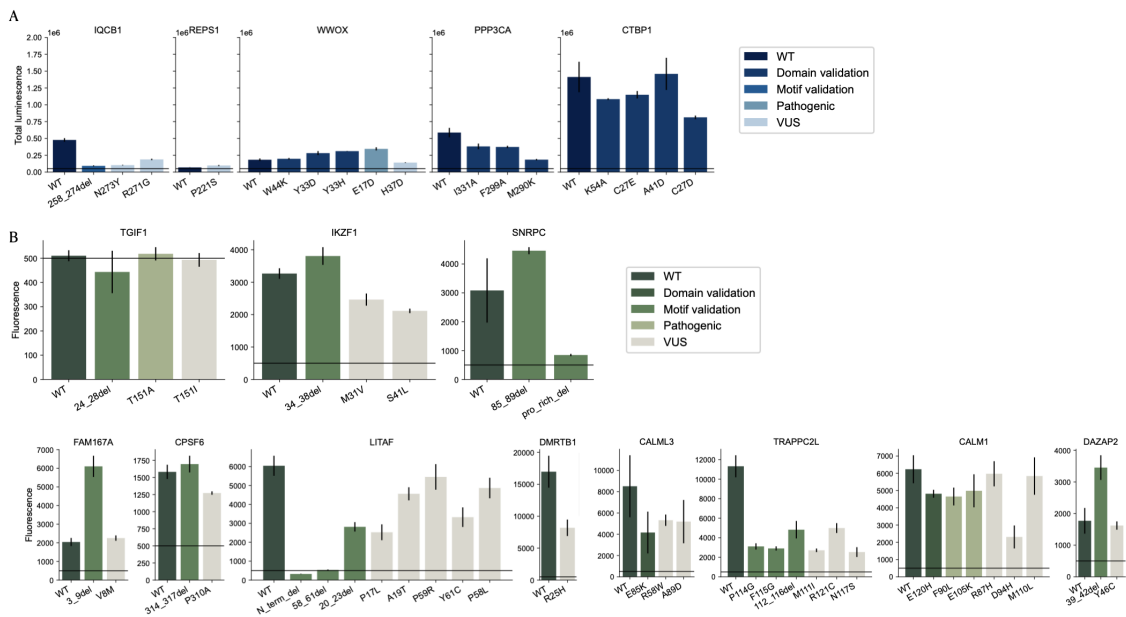 A
IQCB1
REPS1
WWOX
PPP3CA
CTBP1
1e6
1e6
1e6
1e6
1e6
Total luminescence
2.00
1.75
1.50
1.25
1.00
0.75
0.50
0.25
0.00
WT
258_274del
N273Y
R271G
WT
P221S
WT
W44K
Y33D
Y33H
E17D
H37D
WT
I331A
F299A
M290K
WT
K54A
C27E
A41D
C27D
WT
Domain validation
Motif validation
Pathogenic
VUS
B
TGIF1
Fluorescence
500
400
300
200
100
0
WT
24_28del
T151A
T151I
IKZF1
4000
3000
2000
1000
0
WT
34_38del
M31V
S41L
SNRPC
4000
3000
2000
1000
0
WT
85_89del
pro_rich_del
WT
Domain validation
Motif validation
Pathogenic
VUS
FAM167A
Fluorescence
7000
6000
5000
4000
3000
2000
1000
0
WT
3_9del
V8M
CPSF6
1750
1500
1250
1000
750
500
250
0
WT
314_317del
P310A
LITAF
6000
5000
4000
3000
2000
1000
0
WT
N_term_del
58_61del
20_23del
P17L
A19T
P59R
Y61C
P58L
DMRTB1
20000
15000
10000
5000
0
WT
R25H
CALML3
10000
8000
6000
4000
2000
0
WT
E85K
R58W
A89D
TRAPPC2L
12000
10000
8000
6000
4000
2000
0
WT
P114G
F115G
112_116del
M111I
R121C
N117S
CALM1
7000
6000
5000
4000
3000
2000
1000
0
WT
E120H
F90L
E105K
R87H
D94H
M110L
DAZAP2
4000
3000
2000
1000
0
WT
39_42del
Y46C